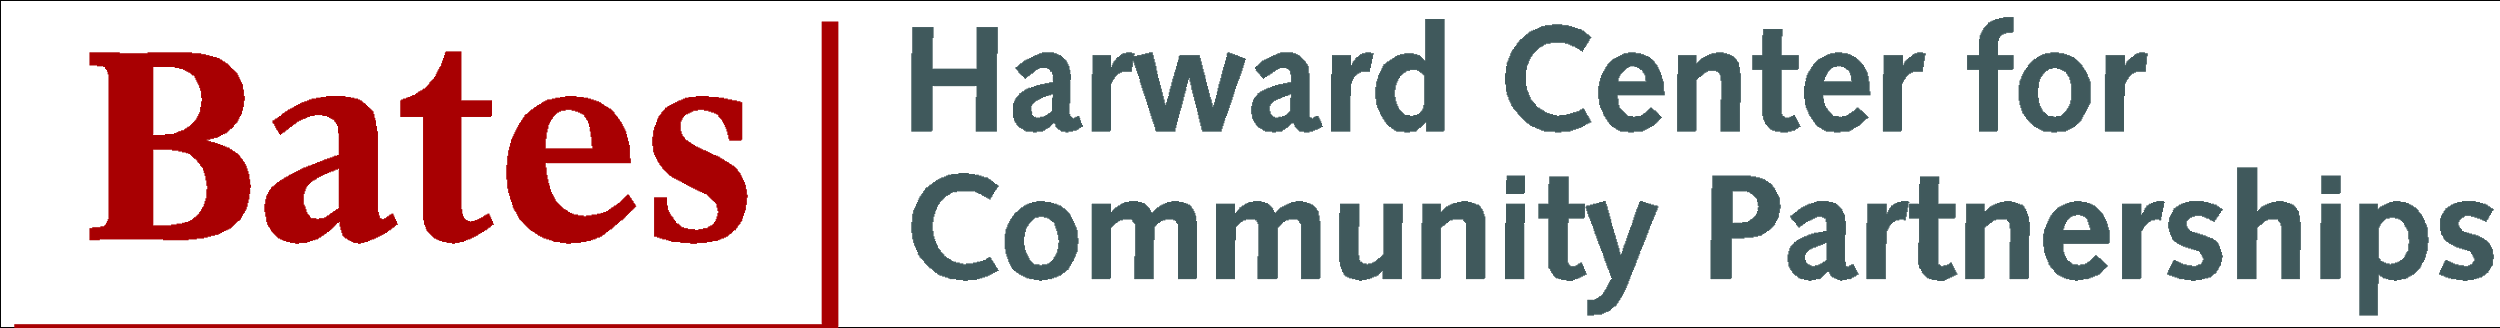 Bates
Harward Center for
Community Partnerships